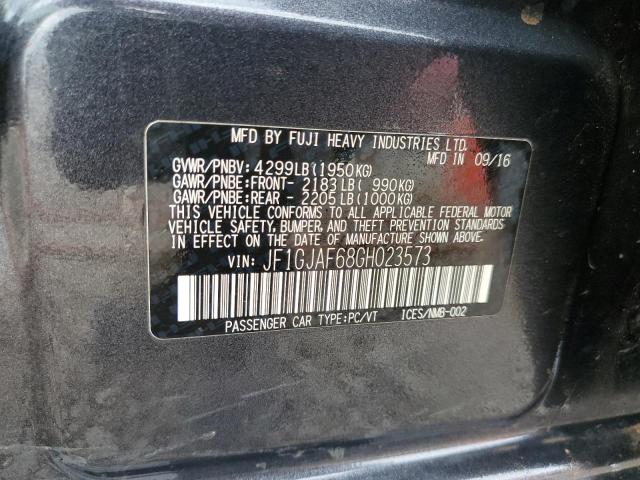 MFD BY FUJI HEAVY INDUSTRIES LTD.
MFD IN 09/16
GVWR/PNBV: 4299LB(1950KG)
GAWR/PNBE:FRONT- 2183LB( 990KG)
GAWR/PNBE:REAR - 2205LB(1000KG)
THIS VEHICLE CONFORMS TO ALL APPLICABLE FEDERAL MOTOR
VEHICLE SAFETY, BUMPER, AND THEFT PREVENTION STANDARDS
IN EFFECT ON THE DATE OF MANUFACTURE SHOWN ABOVE.
VIN: JF1GJAF68GH023573
PASSENGER CAR TYPE:PC/VT ICES/NMB-002